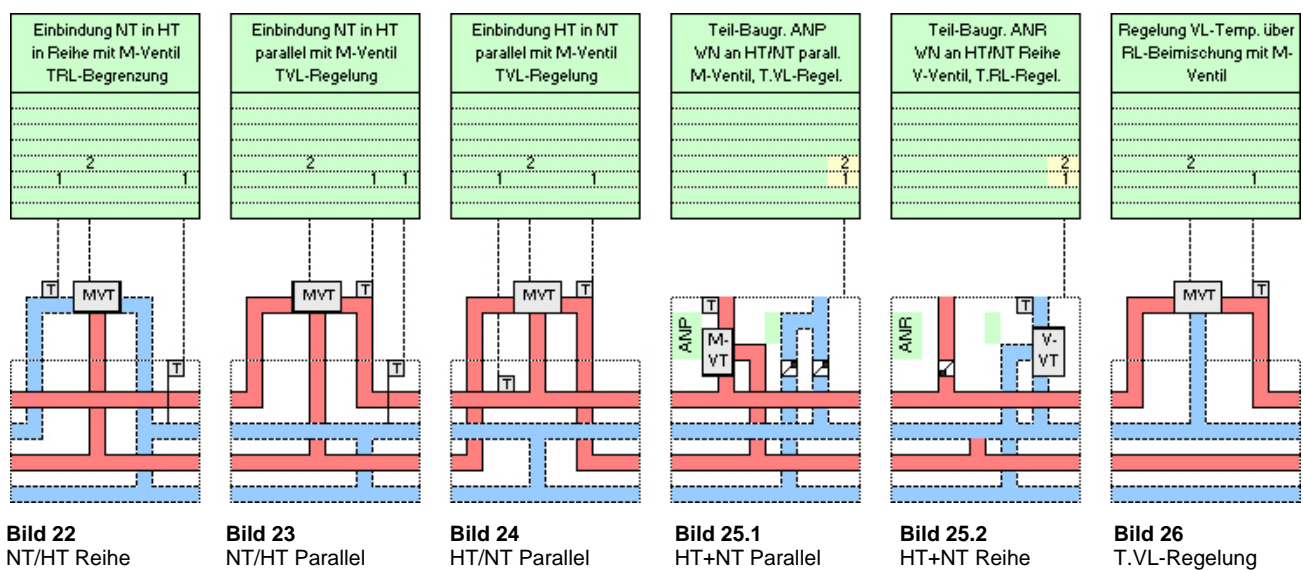 Einbindung NT in HT
in Reihe mit M-Ventil
TRL-Begrenzung
2
1 1
T
MVT
T
Bild 22
NT/HT Reihe
Einbindung NT in HT
parallel mit M-Ventil
TVL-Regelung
2
1 1
MVT
T
T
Bild 23
NT/HT Parallel
Einbindung HT in NT
parallel mit M-Ventil
TVL-Regelung
2
1 1
MVT
T
T
Bild 24
HT/NT Parallel
Teil-Baugr. ANP
WN an HT/NT parall.
M-Ventil, T.VL-Regel.
2
1
T
ANP
M-
VT
Bild 25.1
HT+NT Parallel
Teil-Baugr. ANR
WN an HT/NT Reihe
V-Ventil, T.RL-Regel.
2
1
T
ANR
V-
VT
Bild 25.2
HT+NT Reihe
Regelung VL-Temp. über
RL-Beimischung mit M-
Ventil
2
1
MVT
T
Bild 26
T.VL-Regelung